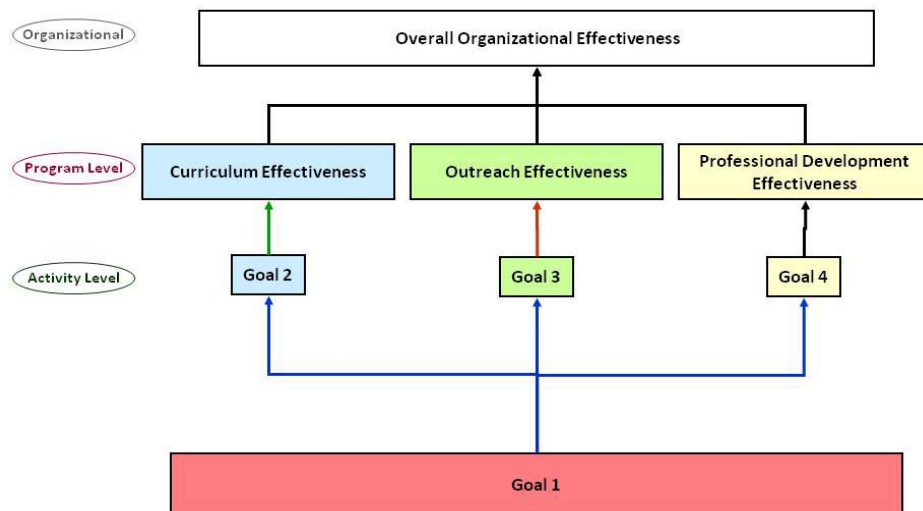 Organizational
Overall Organizational Effectiveness
Program Level
Curriculum Effectiveness
Outreach Effectiveness
Professional Development
Effectiveness
Activity Level
Goal 2
Goal 3
Goal 4
Goal 1